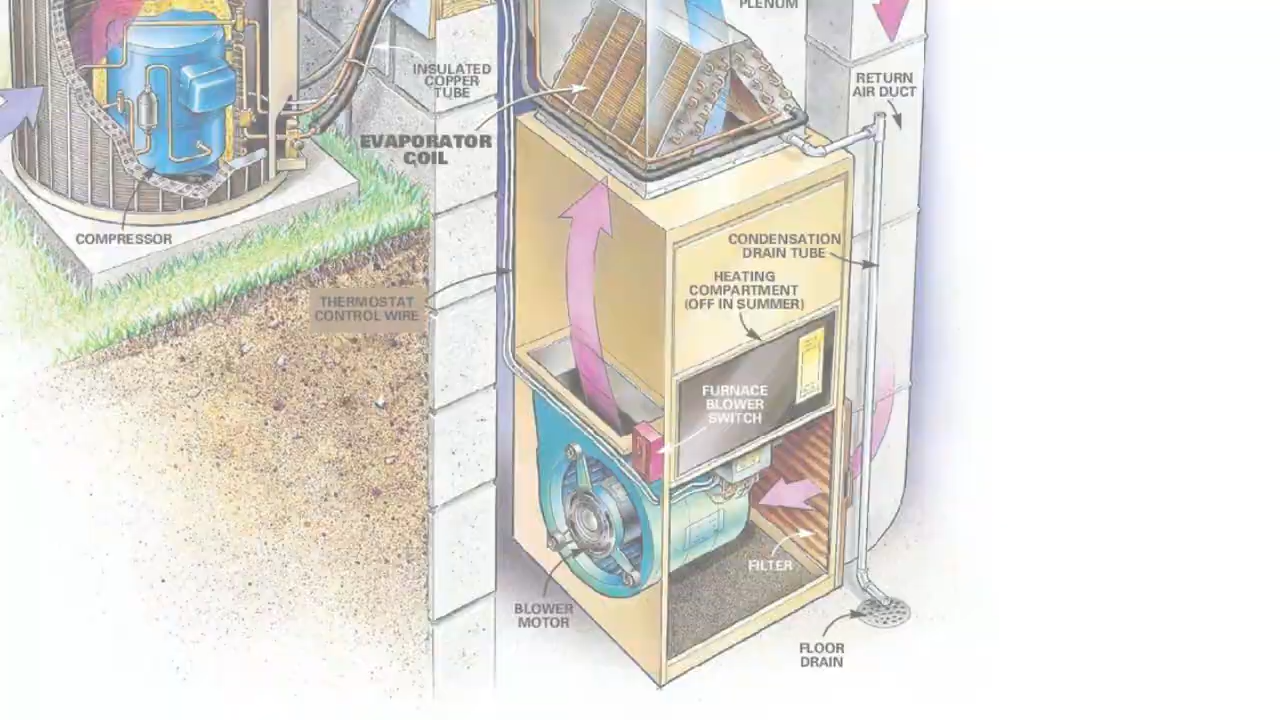 PLENUM
RETURN
AIR DUCT
INSULATED
COPPER
TUBE
EVAPORATOR
COIL
COMPRESSOR
CONDENSATION
DRAIN TUBE
HEATING
COMPARTMENT
(OFF IN SUMMER)
THERMOSTAT
CONTROL WIRE
FURNACE
BLOWER
SWITCH
FILTER
BLOWER
MOTOR
FLOOR
DRAIN